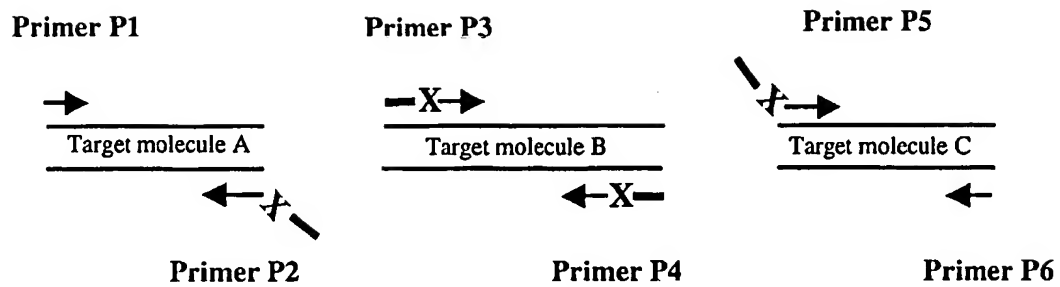 Primer P1
Primer P3
Primer P5
X
X
Target molecule A
Target molecule B
Target molecule C
X
X
Primer P2
Primer P4
Primer P6